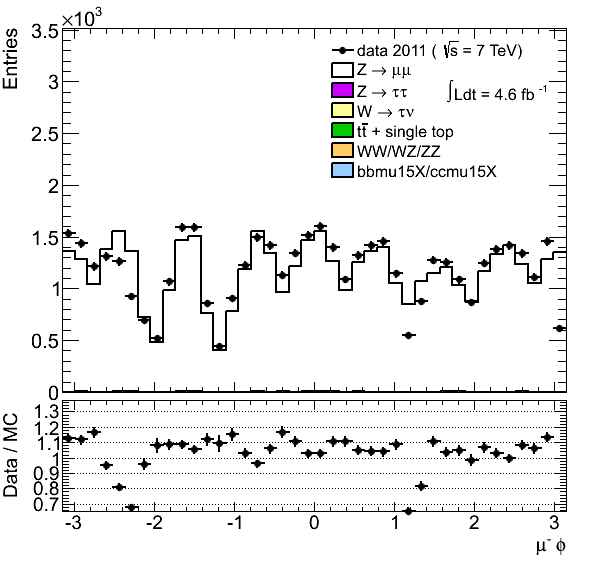 ×10³
Entries
3.5
3
2.5
2
1.5
1
0.5
0
data 2011 ( √s = 7 TeV)
Z → μμ
Z → ττ
W → τν
tt̄ + single top
WW/WZ/ZZ
bbmu15X/ccmu15X
∫Ldt = 4.6 fb⁻¹
Data / MC
1.3
1.2
1.1
1
0.9
0.8
0.7
-3 -2 -1 0 1 2 3
μ⁻ ϕ